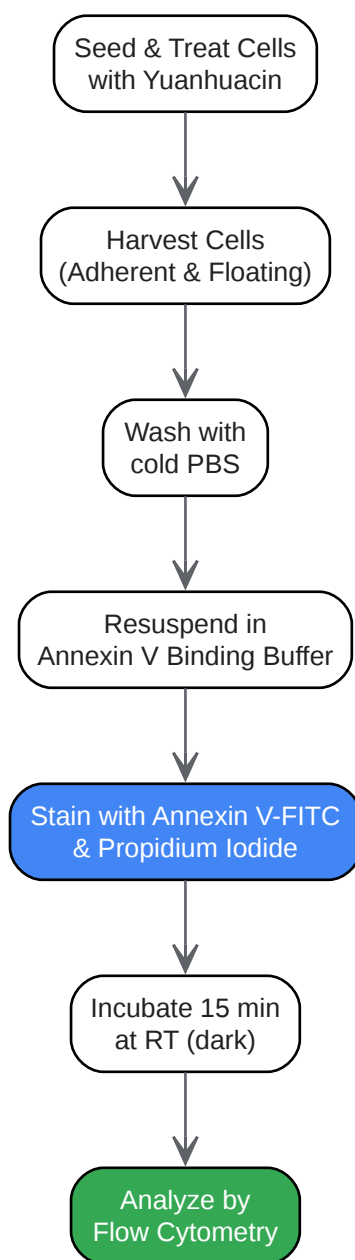 Seed & Treat Cells
with Yuanhuacin
Harvest Cells
(Adherent & Floating)
Wash with
cold PBS
Resuspend in
Annexin V Binding Buffer
Stain with Annexin V-FITC
& Propidium Iodide
Incubate 15 min
at RT (dark)
Analyze by
Flow Cytometry